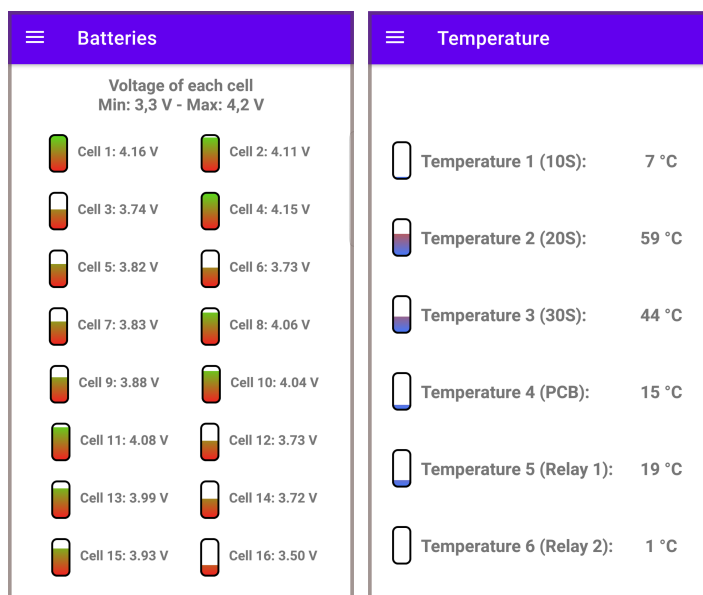 Batteries
Voltage of each cell
Min: 3,3 V - Max: 4,2 V
Cell 1: 4.16 V
Cell 2: 4.11 V
Cell 3: 3.74 V
Cell 4: 4.15 V
Cell 5: 3.82 V
Cell 6: 3.73 V
Cell 7: 3.83 V
Cell 8: 4.06 V
Cell 9: 3.88 V
Cell 10: 4.04 V
Cell 11: 4.08 V
Cell 12: 3.73 V
Cell 13: 3.99 V
Cell 14: 3.72 V
Cell 15: 3.93 V
Cell 16: 3.50 V
Temperature
Temperature 1 (10S): 7 °C
Temperature 2 (20S): 59 °C
Temperature 3 (30S): 44 °C
Temperature 4 (PCB): 15 °C
Temperature 5 (Relay 1): 19 °C
Temperature 6 (Relay 2): 1 °C